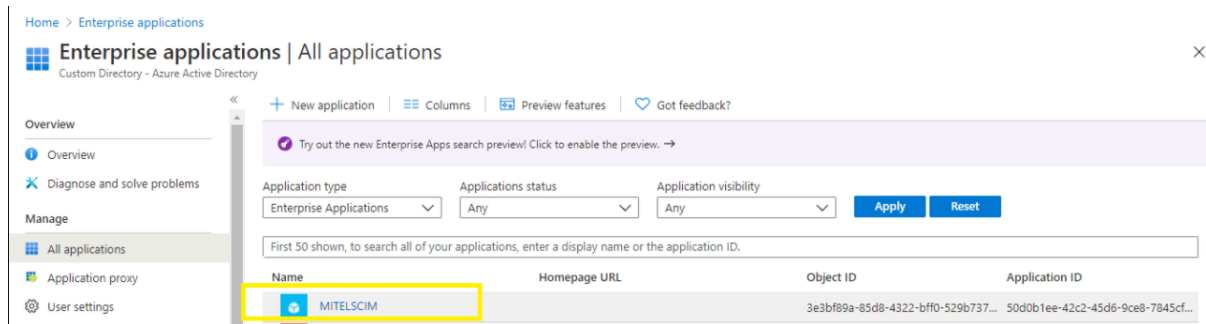 Home > Enterprise applications
Enterprise applications | All applications
Custom Directory - Azure Active Directory
New application
Columns
Preview features
Got feedback?
Overview
Try out the new Enterprise Apps search preview! Click to enable the preview. →
Overview
Diagnose and solve problems
Application type
Applications status
Application visibility
Enterprise Applications
Any
Any
Apply
Reset
Manage
All applications
First 50 shown, to search all of your applications, enter a display name or the application ID.
Application proxy
Name
Homepage URL
Object ID
Application ID
User settings
MITELSCIM
3e3bf89a-85d8-4322-bff0-529b737...
50d0b1ee-42c2-45d6-9ce8-7845cf...